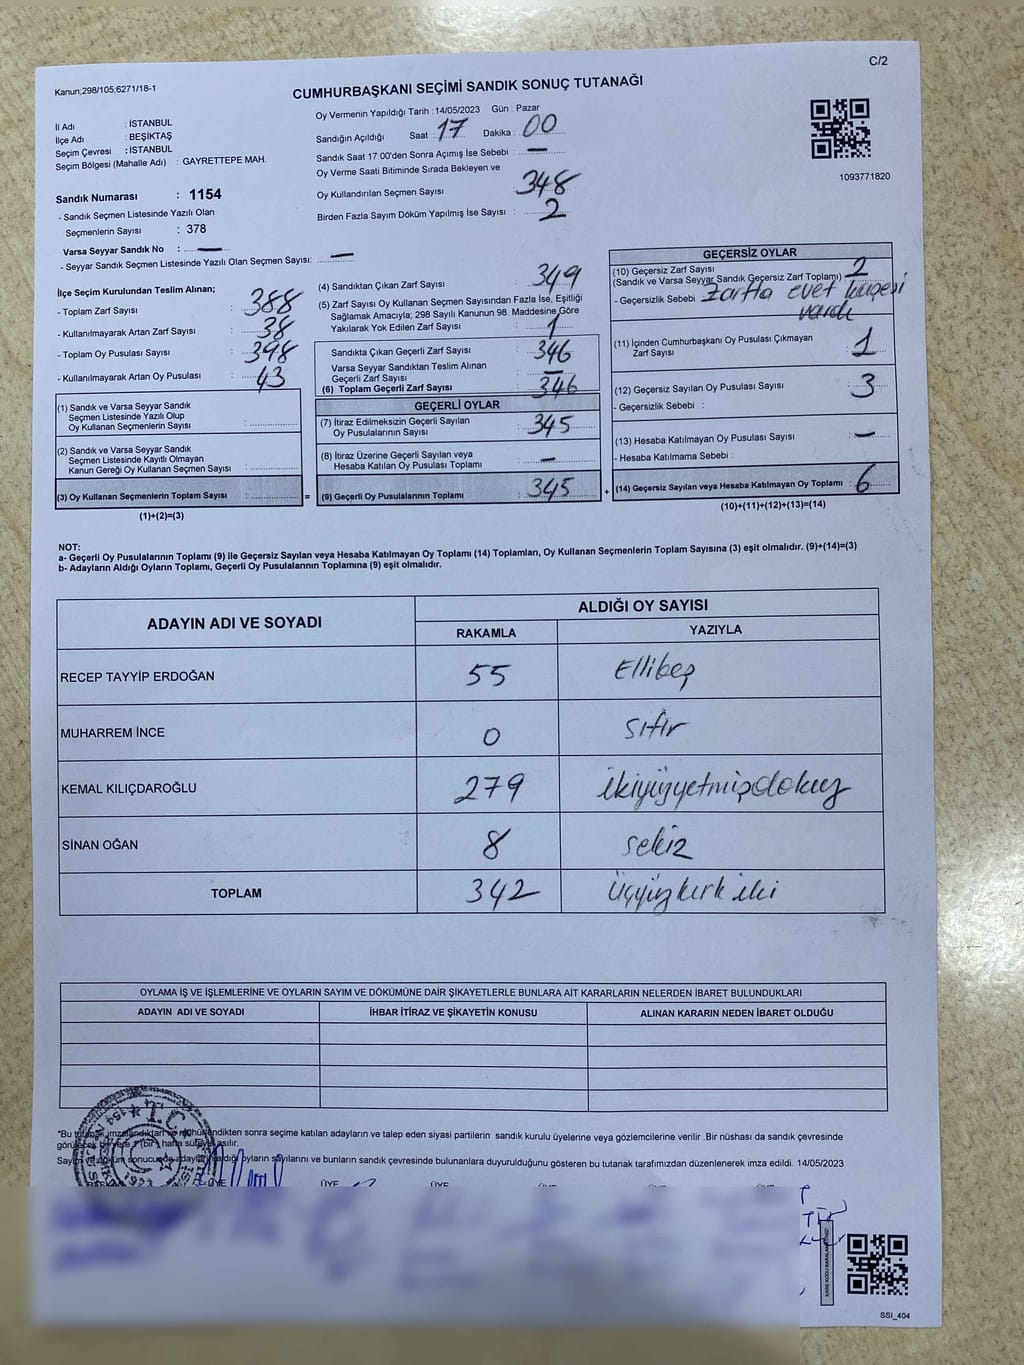 C/2
Kanun;298/105;6271/18-1
CUMHURBAŞKANI SEÇİMİ SANDIK SONUÇ TUTANAĞI
İl Adı : İSTANBUL
İlçe Adı : BEŞİKTAŞ
Seçim Çevresi : İSTANBUL
Seçim Bölgesi (Mahalle Adı) : GAYRETTEPE MAH.
Sandık Numarası : 1154
- Sandık Seçmen Listesinde Yazılı Olan
Seçmenlerin Sayısı : 378
Varsa Seyyar Sandık No : —
- Seyyar Sandık Seçmen Listesinde Yazılı Olan Seçmen Sayısı: —
Oy Vermenin Yapıldığı Tarih : 14/05/2023 Gün : Pazar
Sandığın Açıldığı Saat : 17 Dakika : 00
Sandık Saat 17:00'den Sonra Açımış İse Sebebi : —
Oy Verme Saati Bitiminde Sırada Bekleyen ve
Oy Kullandırılan Seçmen Sayısı : 348
Birden Fazla Sayım Döküm Yapılmış İse Sayısı : 2
1093771820
İlçe Seçim Kurulundan Teslim Alınan;
- Toplam Zarf Sayısı : 388
- Kullanılmayarak Artan Zarf Sayısı : 38
- Toplam Oy Pusulası Sayısı : 398
- Kullanılmayarak Artan Oy Pusulası : 43
(1) Sandık ve Varsa Seyyar Sandık
Seçmen Listesinde Yazılı Olup
Oy Kullanan Seçmenlerin Sayısı :
(2) Sandık ve Varsa Seyyar Sandık
Seçmen Listesinde Kayıtlı Olmayan
Kanun Gereği Oy Kullanan Seçmen Sayısı :
(3) Oy Kullanan Seçmenlerin Toplam Sayısı : =
(1)+(2)=(3)
(4) Sandıktan Çıkan Zarf Sayısı : 349
(5) Zarf Sayısı Oy Kullanan Seçmen Sayısından Fazla İse, Eşitliği
Sağlamak Amacıyla; 298 Sayılı Kanunun 98. Maddesine Göre
Yakılarak Yok Edilen Zarf Sayısı : 1
Sandıkta Çıkan Geçerli Zarf Sayısı : 346
Varsa Seyyar Sandıktan Teslim Alınan
Geçerli Zarf Sayısı : —
(6) Toplam Geçerli Zarf Sayısı : 346
GEÇERLİ OYLAR
(7) İtiraz Edilmeksizin Geçerli Sayılan
Oy Pusulalarının Sayısı : 345
(8) İtiraz Üzerine Geçerli Sayılan veya
Hesaba Katılan Oy Pusulası Toplamı : —
(9) Geçerli Oy Pusulalarının Toplamı : 345 +
GEÇERSİZ OYLAR
(10) Geçersiz Zarf Sayısı : 2
(Sandık ve Varsa Seyyar Sandık Geçersiz Zarf Toplamı)
- Geçersizlik Sebebi : Zarfta evet kaşesi
vardı
(11) İçinden Cumhurbaşkanı Oy Pusulası Çıkmayan
Zarf Sayısı : 1
(12) Geçersiz Sayılan Oy Pusulası Sayısı : 3
- Geçersizlik Sebebi :
(13) Hesaba Katılmayan Oy Pusulası Sayısı : —
- Hesaba Katılmama Sebebi :
(14) Geçersiz Sayılan veya Hesaba Katılmayan Oy Toplamı : 6
(10)+(11)+(12)+(13)=(14)
NOT:
a- Geçerli Oy Pusulalarının Toplamı (9) ile Geçersiz Sayılan veya Hesaba Katılmayan Oy Toplamı (14) Toplamları, Oy Kullanan Seçmenlerin Toplam Sayısına (3) eşit olmalıdır. (9)+(14)=(3)
b- Adayların Aldığı Oyların Toplamı, Geçerli Oy Pusulalarının Toplamına (9) eşit olmalıdır.
ADAYIN ADI VE SOYADI
ALDIĞI OY SAYISI
RAKAMLA YAZIYLA
RECEP TAYYİP ERDOĞAN 55 Ellibeş
MUHARREM İNCE 0 sıfır
KEMAL KILIÇDAROĞLU 279 ikiyüzyetmişdokuz
SİNAN OĞAN 8 sekiz
TOPLAM 342 üçyüzkırk iki
OYLAMA İŞ VE İŞLEMLERİNE VE OYLARIN SAYIM VE DÖKÜMÜNE DAİR ŞİKAYETLERLE BUNLARA AİT KARARLARIN NELERDEN İBARET BULUNDUKLARI
ADAYIN ADI VE SOYADI İHBAR İTİRAZ VE ŞİKAYETİN KONUSU ALINAN KARARIN NEDEN İBARET OLDUĞU
T.C.
*Bu tutanak imzalandıktan ve mühürlendikten sonra seçime katılan adayların ve talep eden siyasi partilerin sandık kurulu üyelerine veya gözlemcilerine verilir .Bir nüshası da sandık çevresinde
görülecek bir yere 1 (bir) hafta süreyle asılır.
Sayım ve döküm sonucunda adayların aldığı oyların sayılarını ve bunların sandık çevresinde bulunanlara duyurulduğunu gösteren bu tutanak tarafımızdan düzenlenerek imza edildi. 14/05/2023
ÜYE ÜYE
SSI_404